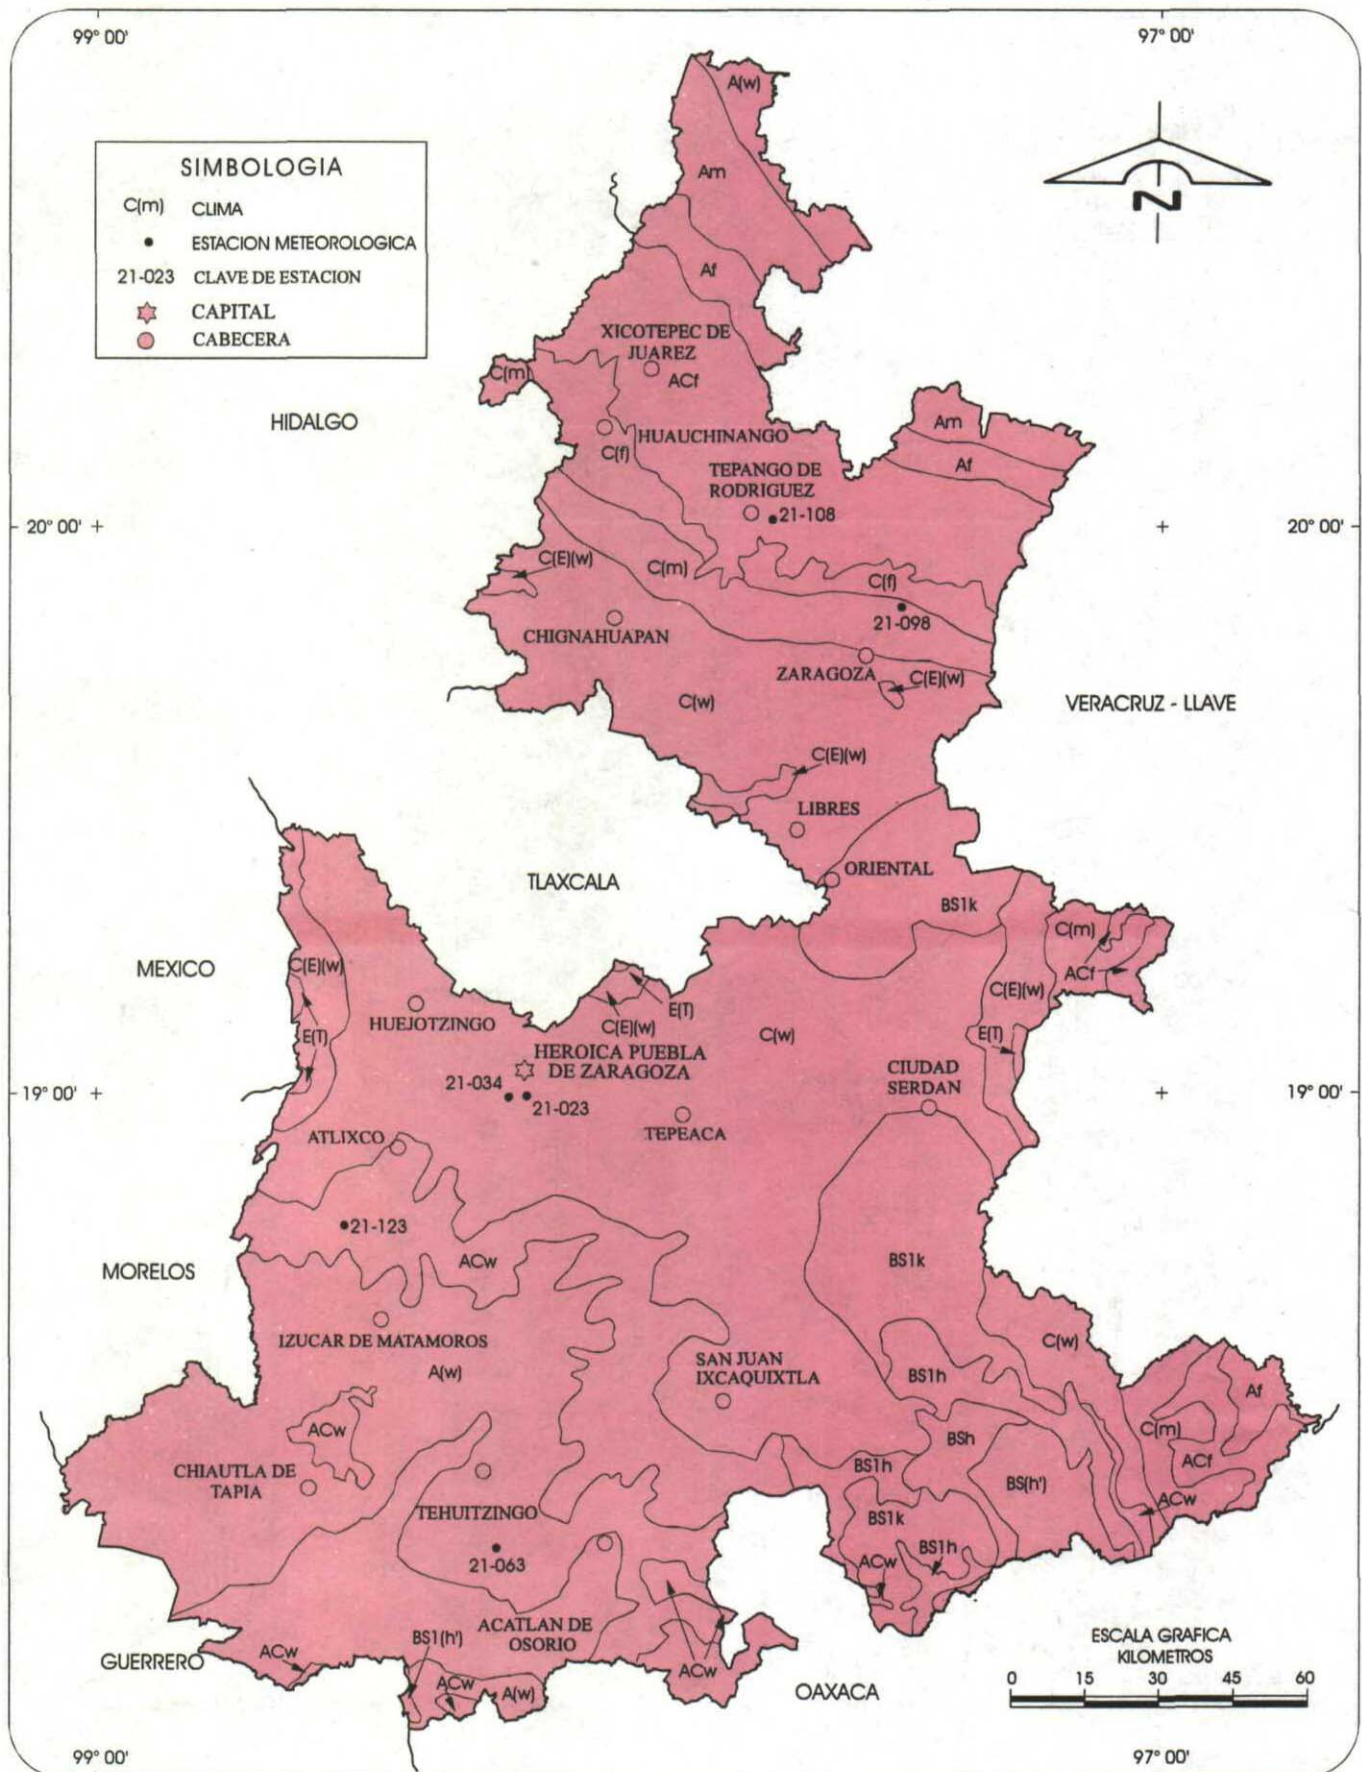 99° 00'
97° 00'
A(w)
SIMBOLOGIA
C(m) CLIMA
ESTACION METEOROLOGICA
21-023 CLAVE DE ESTACION
CAPITAL
CABECERA
N
Am
Af
XICOTEPEC DE
JUAREZ
ACf
C(m)
HIDALGO
HUAUCHINANGO
C(f)
Am
Af
TEPANGO DE
RODRIGUEZ
21-108
20° 00'
20° 00'
C(E)(w)
C(m)
C(f)
21-098
CHIGNAHUAPAN
ZARAGOZA
C(E)(w)
C(w)
VERACRUZ - LLAVE
C(E)(w)
LIBRES
ORIENTAL
TLAXCALA
BS1k
C(m)
ACf
MEXICO
C(E)(w)
C(E)(w)
E(T)
HUEJOTZINGO
C(E)(w)
E(T)
C(w)
E(T)
HEROICA PUEBLA
DE ZARAGOZA
CIUDAD
SERDAN
21-034
21-023
19° 00'
19° 00'
TEPEACA
ATLIXCO
21-123
ACw
BS1k
MORELOS
IZUCAR DE MATAMOROS
C(w)
A(w)
SAN JUAN
IXCAQUIXTLA
BS1h
Af
ACw
C(m)
BSh
ACf
CHIAUTLA DE
TAPIA
BS1h
BS(h')
ACw
TEHUITZINGO
BS1k
BS1h
ACw
21-063
ACATLAN DE
OSORIO
BS1(h')
ACw
GUERRERO
ACw
ACw
A(w)
OAXACA
ESCALA GRAFICA
KILOMETROS
0 15 30 45 60
99° 00'
97° 00'